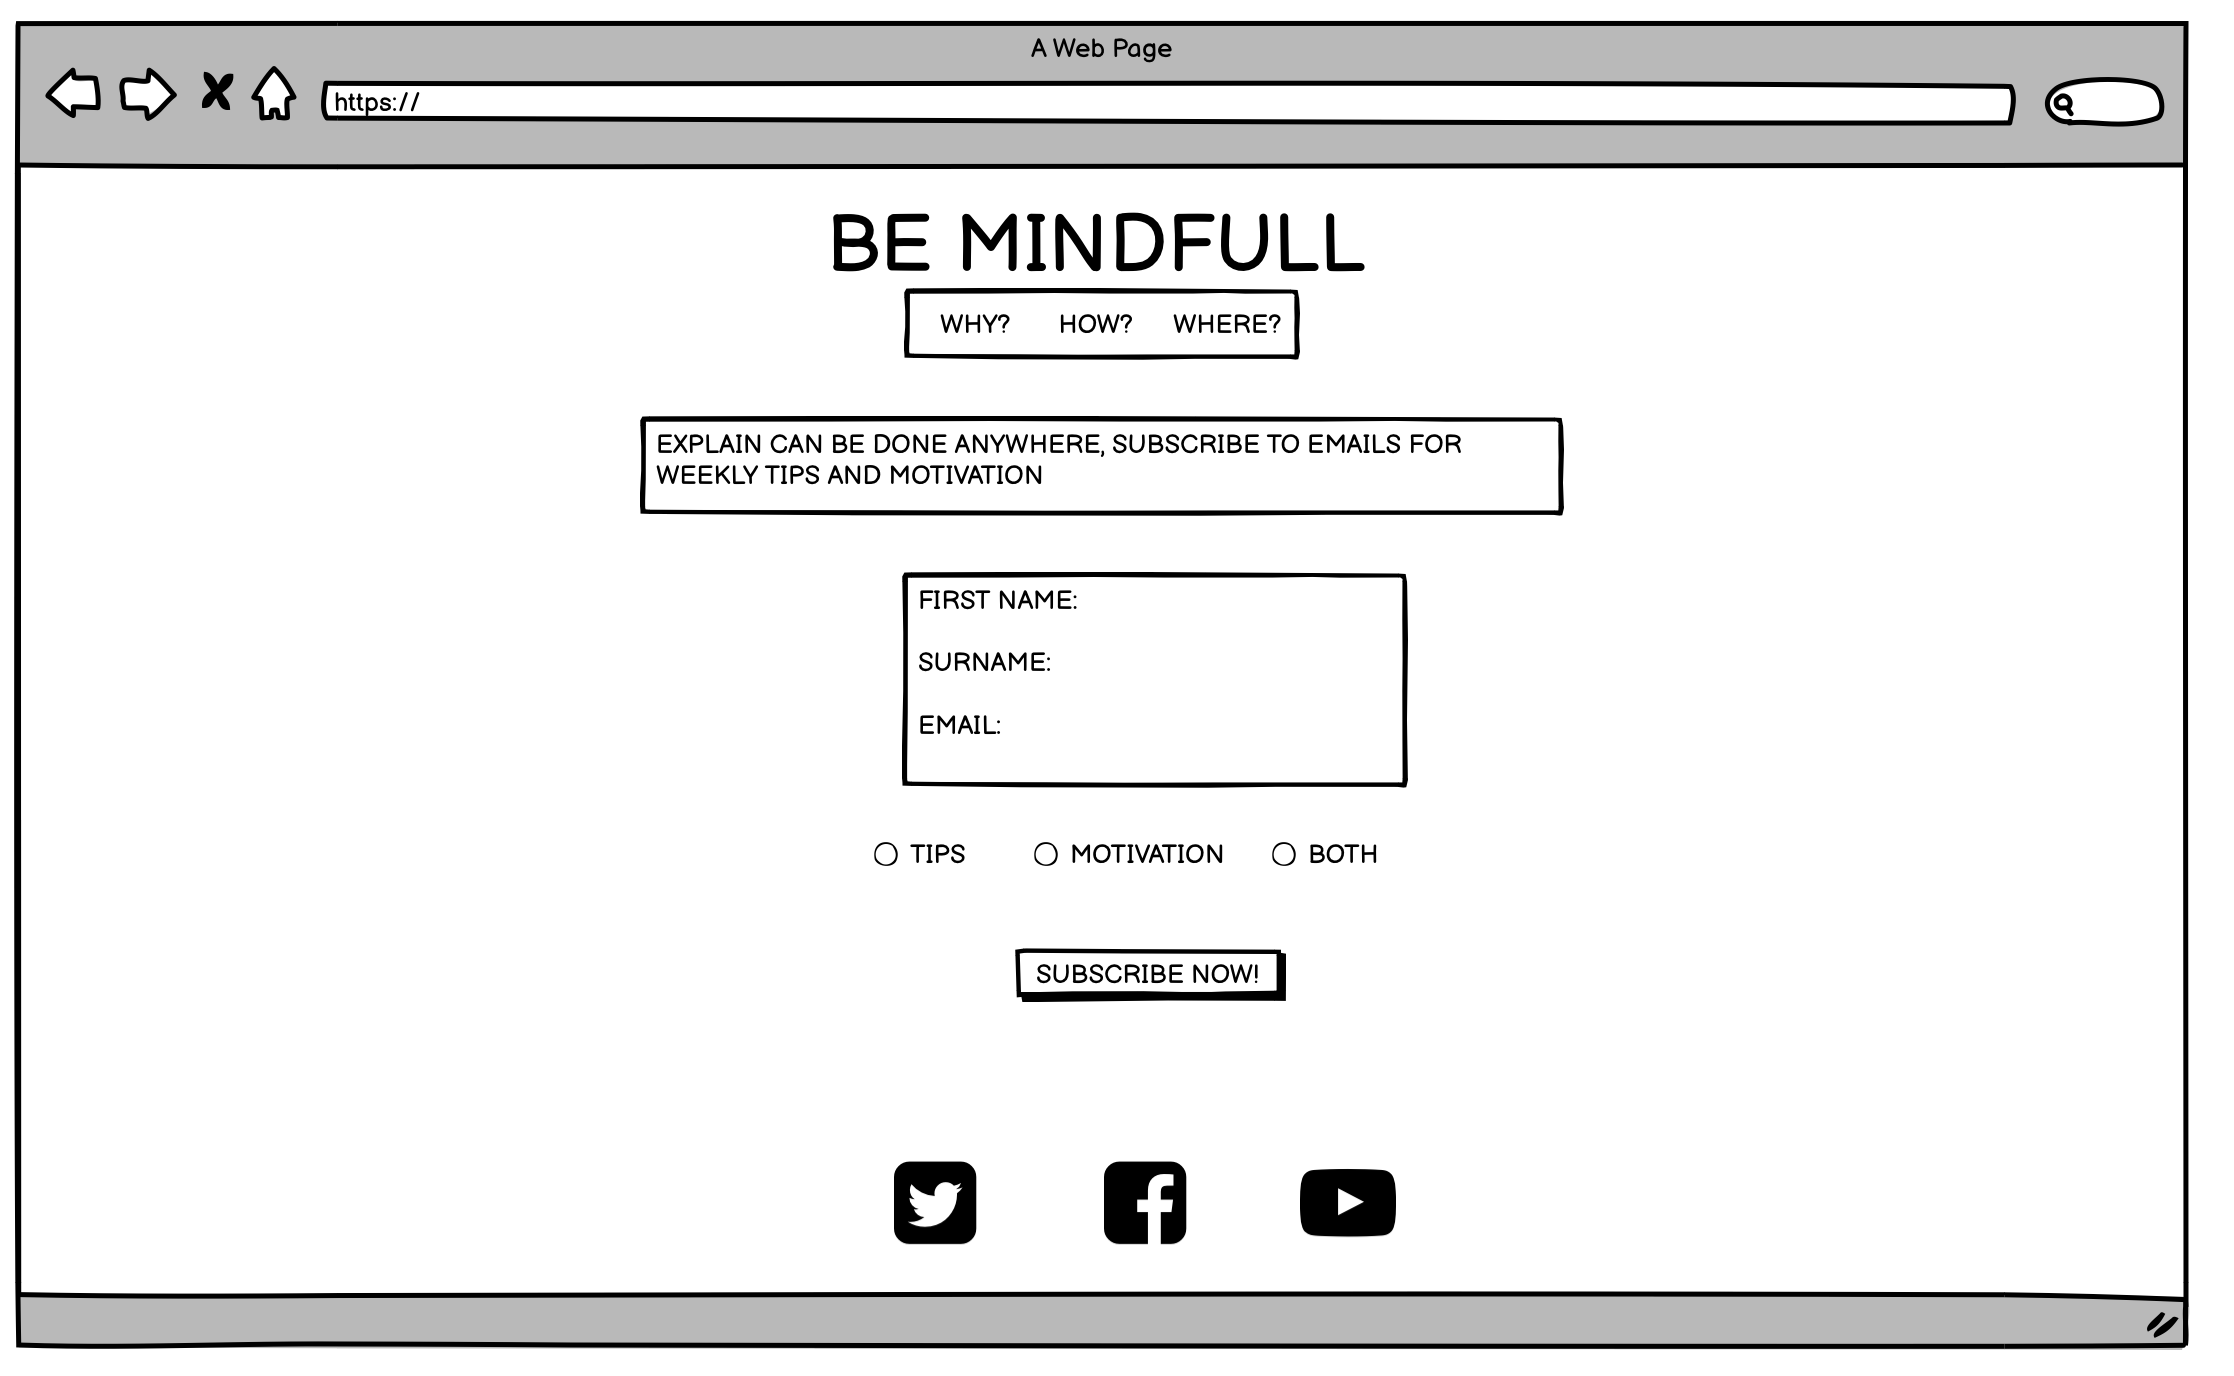 A Web Page
https://
BE MINDFULL
WHY? HOW? WHERE?
EXPLAIN CAN BE DONE ANYWHERE, SUBSCRIBE TO EMAILS FOR
WEEKLY TIPS AND MOTIVATION
FIRST NAME:
SURNAME:
EMAIL:
TIPS MOTIVATION BOTH
SUBSCRIBE NOW!